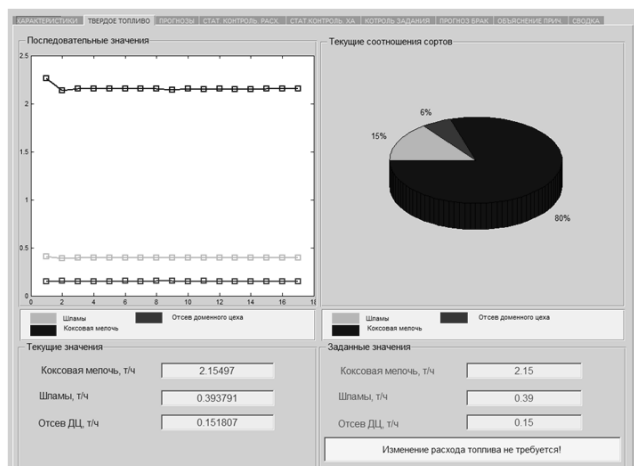 ХАРАКТЕРИСТИКИ ТВЕРДОЕ ТОПЛИВО ПРОГНОЗЫ СТАТ. КОНТРОЛЬ РАСХ. СТАТ.КОНТРОЛЬ ХА КОТРОЛЬ ЗАДАНИЯ ПРОГНОЗ БРАК ОБЪЯСНЕНИЕ ПРИЧ. СВОДКА
Последовательные значения
2.5
2
1.5
1
0.5
0
0 2 4 6 8 10 12 14 16 18
Шламы
Отсев доменного цеха
Коксовая мелочь
Текущие соотношения сортов
6%
15%
80%
Шламы
Отсев доменного цеха
Коксовая мелочь
Текущие значения
Коксовая мелочь, т/ч 2.15497
Шламы, т/ч 0.393791
Отсев ДЦ, т/ч 0.151807
Заданные значения
Коксовая мелочь, т/ч 2.15
Шламы, т/ч 0.39
Отсев ДЦ, т/ч 0.15
Изменение расхода топлива не требуется!